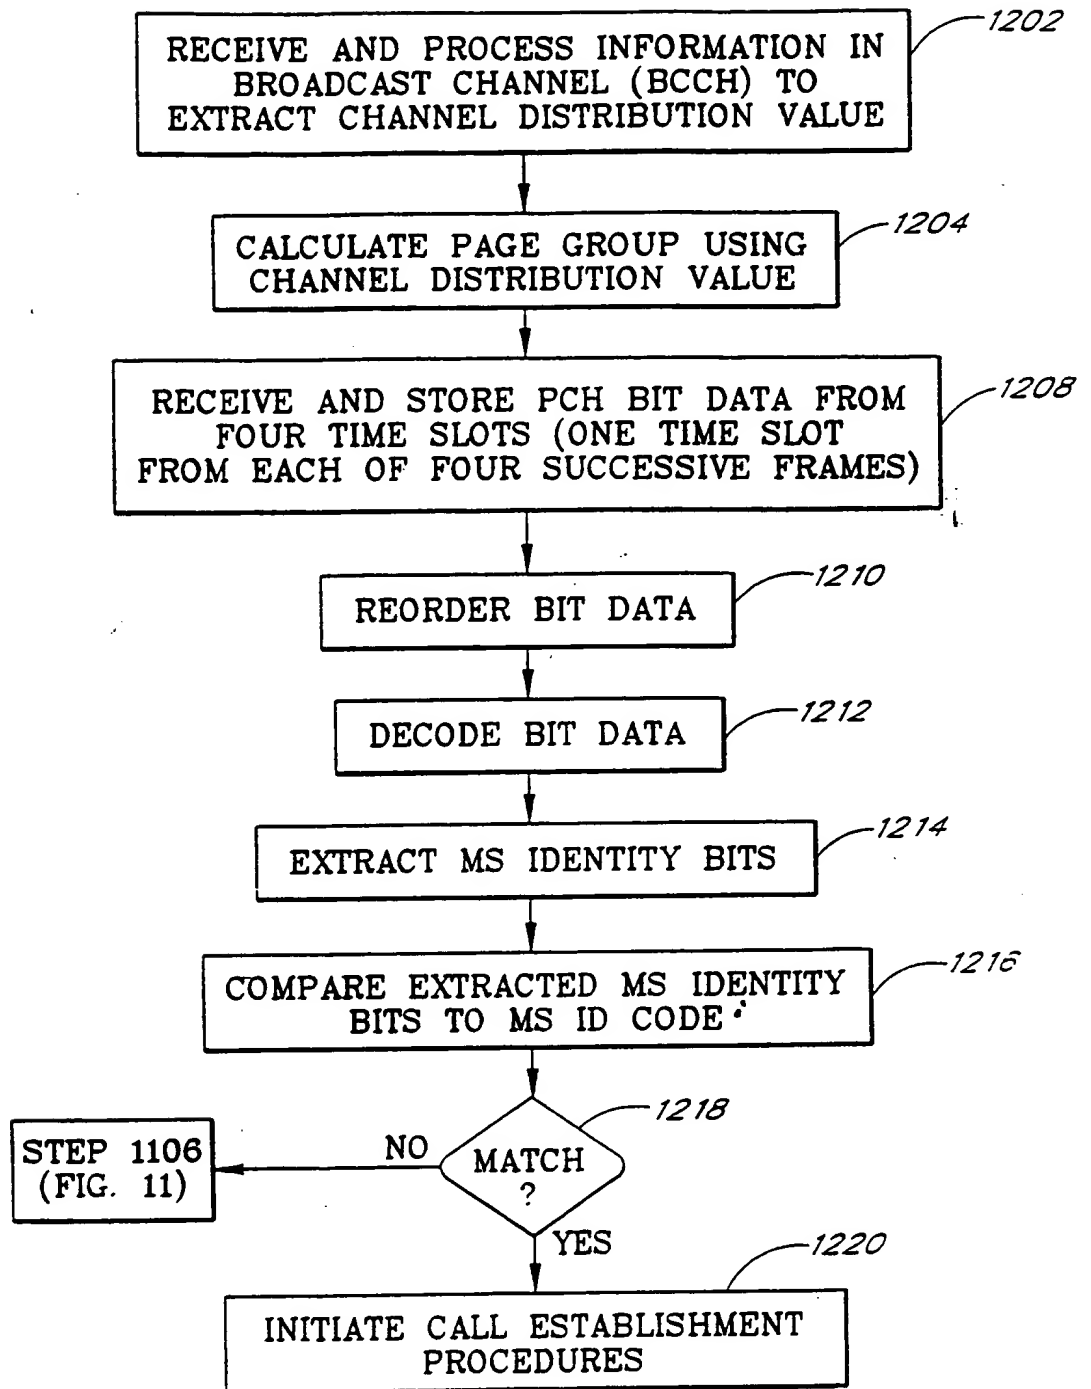 1202
RECEIVE AND PROCESS INFORMATION IN
BROADCAST CHANNEL (BCCH) TO
EXTRACT CHANNEL DISTRIBUTION VALUE
1204
CALCULATE PAGE GROUP USING
CHANNEL DISTRIBUTION VALUE
1208
RECEIVE AND STORE PCH BIT DATA FROM
FOUR TIME SLOTS (ONE TIME SLOT
FROM EACH OF FOUR SUCCESSIVE FRAMES)
1210
REORDER BIT DATA
1212
DECODE BIT DATA
1214
EXTRACT MS IDENTITY BITS
1216
COMPARE EXTRACTED MS IDENTITY
BITS TO MS ID CODE
1218
MATCH
?
NO
STEP 1106
(FIG. 11)
YES
1220
INITIATE CALL ESTABLISHMENT
PROCEDURES